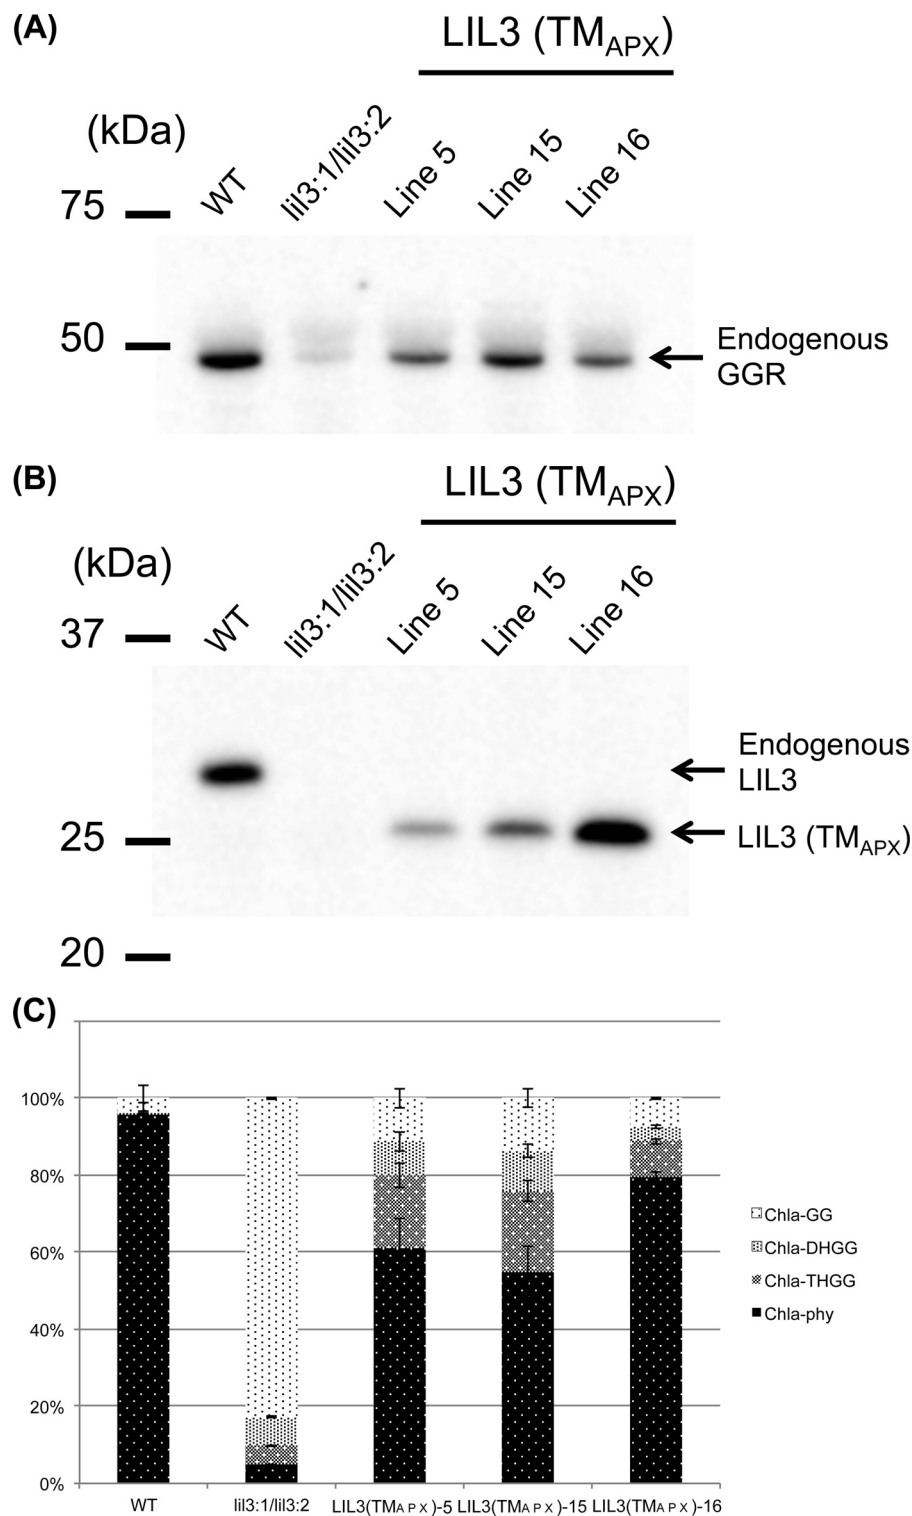 (A)
LIL3 (TMAPX)
(kDa)
WT
lil3:1/lil3:2
Line 5
Line 15
Line 16
75
50
Endogenous
GGR
(B)
LIL3 (TMAPX)
(kDa)
WT
lil3:1/lil3:2
Line 5
Line 15
Line 16
37
Endogenous
LIL3
25
LIL3 (TMAPX)
20
(C)
100%
80%
60%
40%
20%
0%
Chla-GG
Chla-DHGG
Chla-THGG
Chla-phy
WT
lil3:1/lil3:2
LIL3(TMAPX)-5
LIL3(TMAPX)-15
LIL3(TMAPX)-16